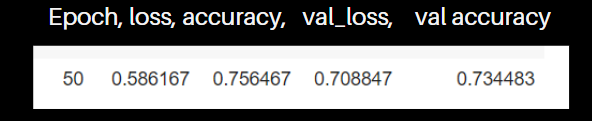 Epoch, loss, accuracy, val_loss, val accuracy
50 0.586167 0.756467 0.708847 0.734483